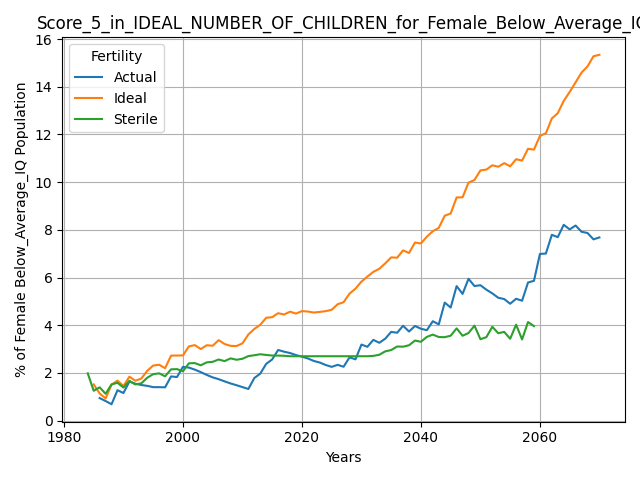 Score_5_in_IDEAL_NUMBER_OF_CHILDREN_for_Female_Below_Average_IQ
16
14
12
10
8
6
4
2
0
% of Female Below_Average_IQ Population
Fertility
Actual
Ideal
Sterile
1980
2000
2020
2040
2060
Years